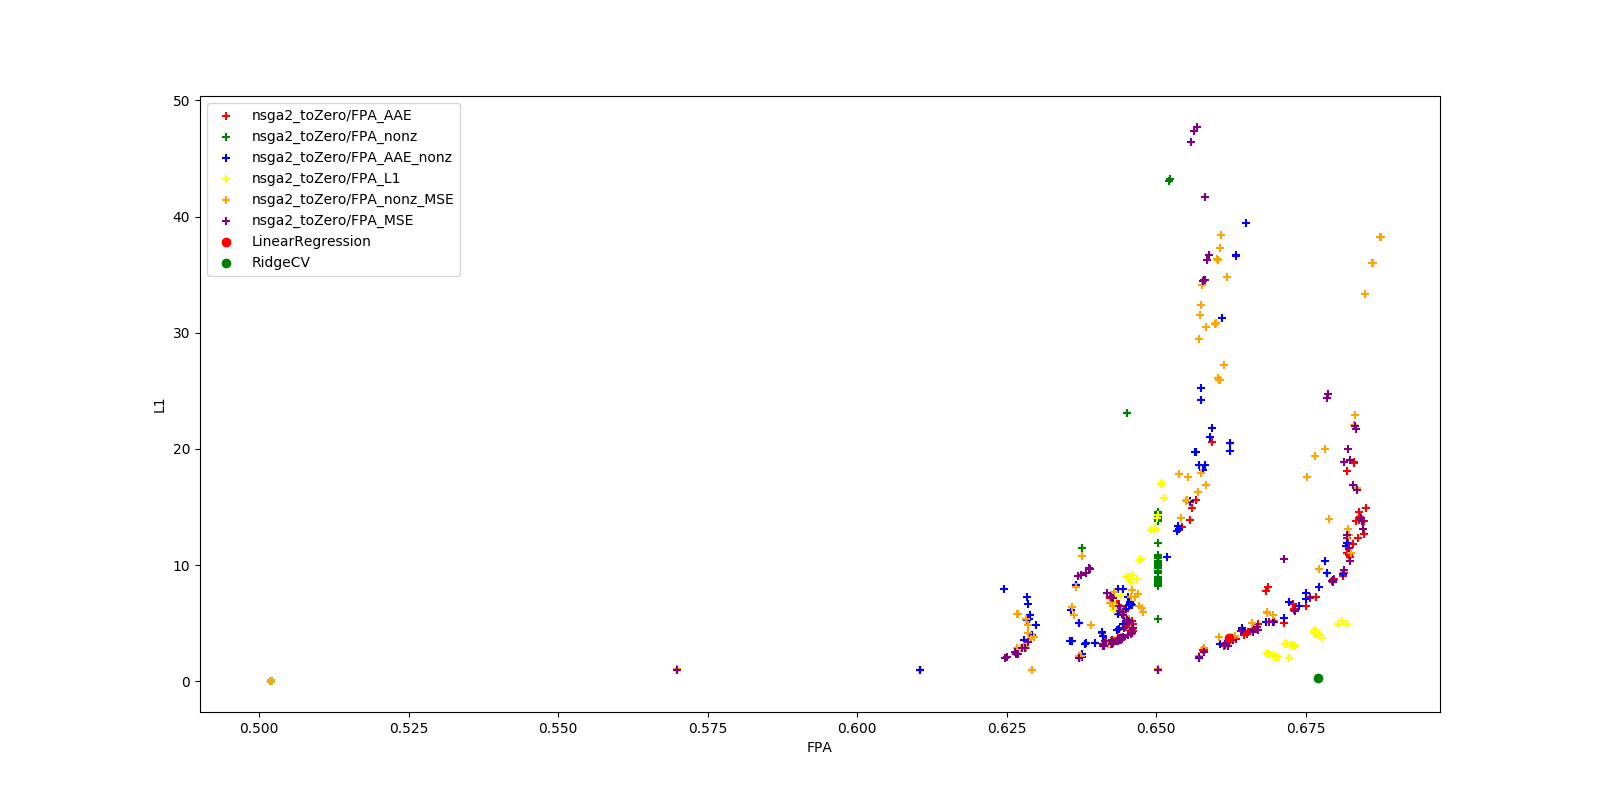 50
40
30
20
10
0
L1
nsga2_toZero/FPA_AAE
nsga2_toZero/FPA_nonz
nsga2_toZero/FPA_AAE_nonz
nsga2_toZero/FPA_L1
nsga2_toZero/FPA_nonz_MSE
nsga2_toZero/FPA_MSE
LinearRegression
RidgeCV
0.500 0.525 0.550 0.575 0.600 0.625 0.650 0.675
FPA